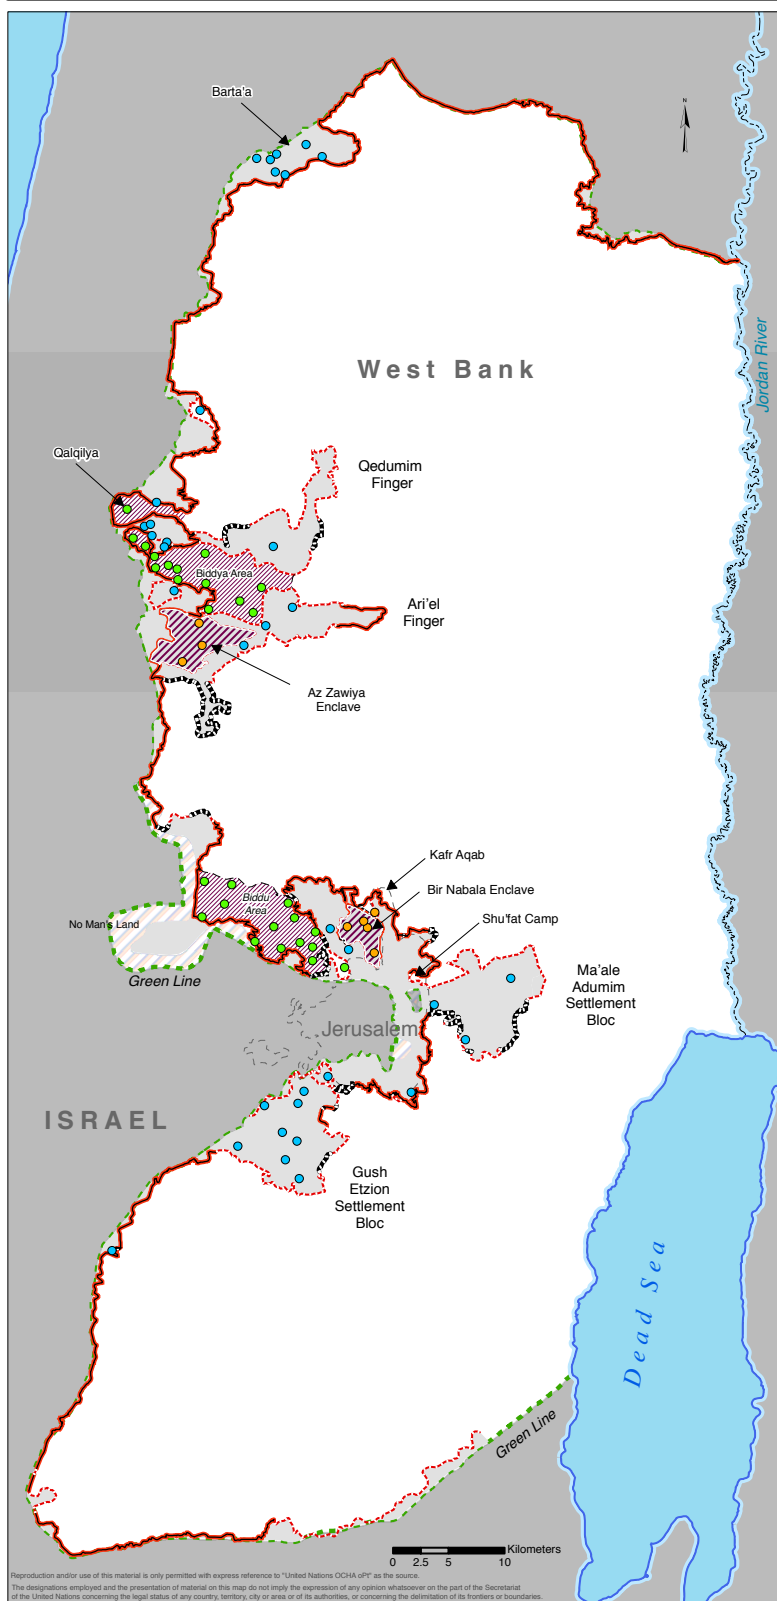 Barta'a
N
West Bank
Jordan River
Qalqilya
Qedumim
Finger
Biddya Area
Ari'el
Finger
Az Zawiya
Enclave
Kafr Aqab
Bir Nabala Enclave
Biddu
Area
Shu'fat Camp
No Man's Land
Green Line
Ma'ale
Adumim
Settlement
Bloc
Jerusalem
ISRAEL
Gush
Etzion
Settlement
Bloc
Dead Sea
Green Line
Kilometers
0 2.5 5 10
Reproduction and/or use of this material is only permitted with express reference to "United Nations OCHA oPt" as the source.
The designations employed and the presentation of material on this map do not imply the expression of any opinion whatsoever on the part of the Secretariat
of the United Nations concerning the legal status of any country, territory, city or area or of its authorities, or concerning the delimitation of its frontiers or boundaries.